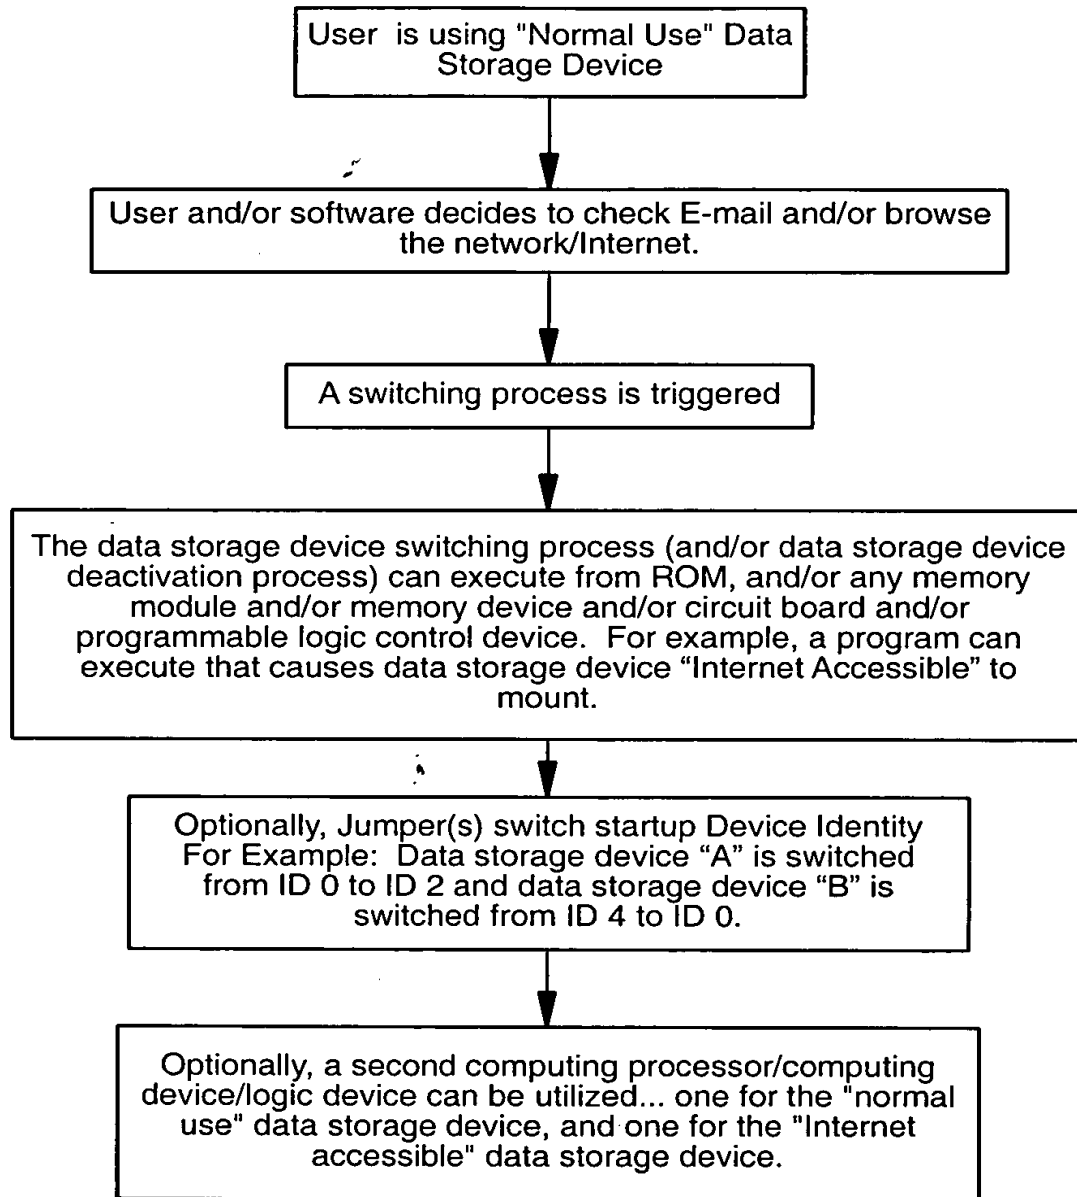 User is using "Normal Use" Data
Storage Device
User and/or software decides to check E-mail and/or browse
the network/Internet.
A switching process is triggered
The data storage device switching process (and/or data storage device
deactivation process) can execute from ROM, and/or any memory
module and/or memory device and/or circuit board and/or
programmable logic control device. For example, a program can
execute that causes data storage device “Internet Accessible” to
mount.
Optionally, Jumper(s) switch startup Device Identity
For Example: Data storage device “A” is switched
from ID 0 to ID 2 and data storage device “B” is
switched from ID 4 to ID 0.
Optionally, a second computing processor/computing
device/logic device can be utilized... one for the "normal
use" data storage device, and one for the "Internet
accessible" data storage device.